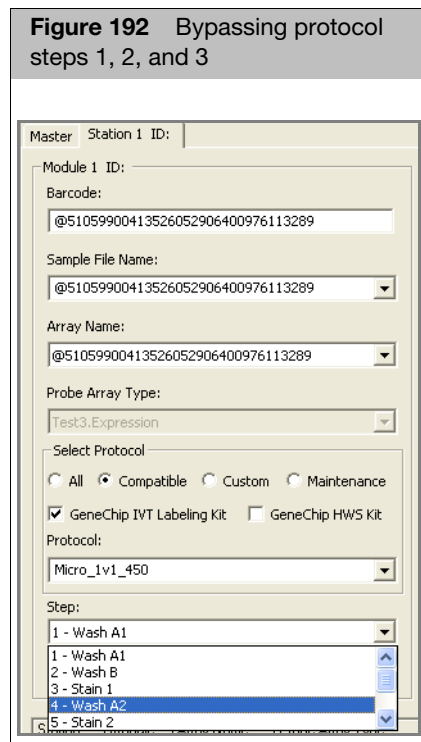 Figure 192 Bypassing protocol
steps 1, 2, and 3
Master Station 1 ID:
Module 1 ID:
Barcode:
@51059900413526052906400976113289
Sample File Name:
@51059900413526052906400976113289
Array Name:
@51059900413526052906400976113289
Probe Array Type:
Test3.Expression
Select Protocol
All Compatible Custom Maintenance
GeneChip IVT Labeling Kit GeneChip HWS Kit
Protocol:
Micro_1v1_450
Step:
1 - Wash A1
1 - Wash A1
2 - Wash B
3 - Stain 1
4 - Wash A2
5 - Stain 2